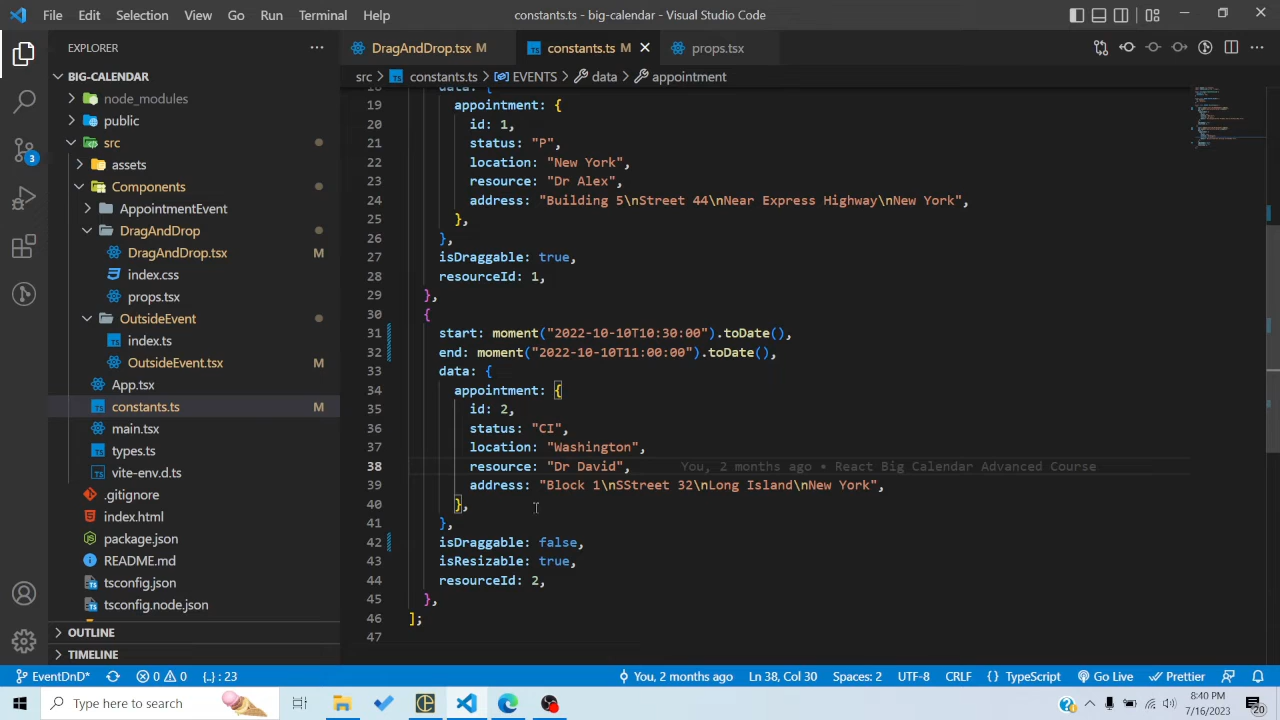 File Edit Selection View Go Run Terminal Help
constants.ts - big-calendar - Visual Studio Code
EXPLORER
BIG-CALENDAR
node_modules
public
src
assets
Components
AppointmentEvent
DragAndDrop
DragAndDrop.tsx M
index.css
props.tsx
OutsideEvent
index.ts
OutsideEvent.tsx M
App.tsx
constants.ts M
main.tsx
types.ts
vite-env.d.ts
.gitignore
index.html
package.json
README.md
tsconfig.json
tsconfig.node.json
OUTLINE
TIMELINE
3
DragAndDrop.tsx M constants.ts M props.tsx
src > constants.ts > EVENTS > data > appointment
18 data: {
19 appointment: {
20 id: 1,
21 status: "P",
22 location: "New York",
23 resource: "Dr Alex",
24 address: "Building 5\nStreet 44\nNear Express Highway\nNew York",
25 },
26 },
27 isDraggable: true,
28 resourceId: 1,
29 },
30 {
31 start: moment("2022-10-10T10:30:00").toDate(),
32 end: moment("2022-10-10T11:00:00").toDate(),
33 data: {
34 appointment: {
35 id: 2,
36 status: "CI",
37 location: "Washington",
38 resource: "Dr David", You, 2 months ago • React Big Calendar Advanced Course
39 address: "Block 1\nSStreet 32\nLong Island\nNew York",
40 },
41 },
42 isDraggable: false,
43 isResizable: true,
44 resourceId: 2,
45 },
46 ];
47
EventDnD* 0 0 {..} : 23 You, 2 months ago Ln 38, Col 30 Spaces: 2 UTF-8 CRLF {} TypeScript Go Live Prettier
Type here to search
8:40 PM
7/16/2023
20